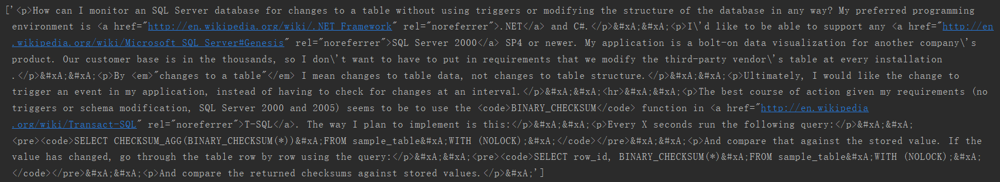 ['<p>How can I monitor an SQL Server database for changes to a table without using triggers or modifying the structure of the database in any way? My preferred programming
environment is <a href="http://en.wikipedia.org/wiki/.NET_Framework" rel="noreferrer">.NET</a> and C#.</p>&#xA;&#xA;<p>I\'d like to be able to support any <a href="http://en
.wikipedia.org/wiki/Microsoft_SQL_Server#Genesis" rel="noreferrer">SQL Server 2000</a> SP4 or newer. My application is a bolt-on data visualization for another company\'s
product. Our customer base is in the thousands, so I don\'t want to have to put in requirements that we modify the third-party vendor\'s table at every installation
.</p>&#xA;&#xA;<p>By <em>"changes to a table"</em> I mean changes to table data, not changes to table structure.</p>&#xA;&#xA;<p>Ultimately, I would like the change to
trigger an event in my application, instead of having to check for changes at an interval.</p>&#xA;&#xA;<hr>&#xA;&#xA;<p>The best course of action given my requirements (no
triggers or schema modification, SQL Server 2000 and 2005) seems to be to use the <code>BINARY_CHECKSUM</code> function in <a href="http://en.wikipedia
.org/wiki/Transact-SQL" rel="noreferrer">T-SQL</a>. The way I plan to implement is this:</p>&#xA;&#xA;<p>Every X seconds run the following query:</p>&#xA;&#xA;
<pre><code>SELECT CHECKSUM_AGG(BINARY_CHECKSUM(*))&#xA;FROM sample_table&#xA;WITH (NOLOCK);&#xA;</code></pre>&#xA;&#xA;<p>And compare that against the stored value. If the
value has changed, go through the table row by row using the query:</p>&#xA;&#xA;<pre><code>SELECT row_id, BINARY_CHECKSUM(*)&#xA;FROM sample_table&#xA;WITH (NOLOCK);&#xA;
</code></pre>&#xA;&#xA;<p>And compare the returned checksums against stored values.</p>&#xA;']